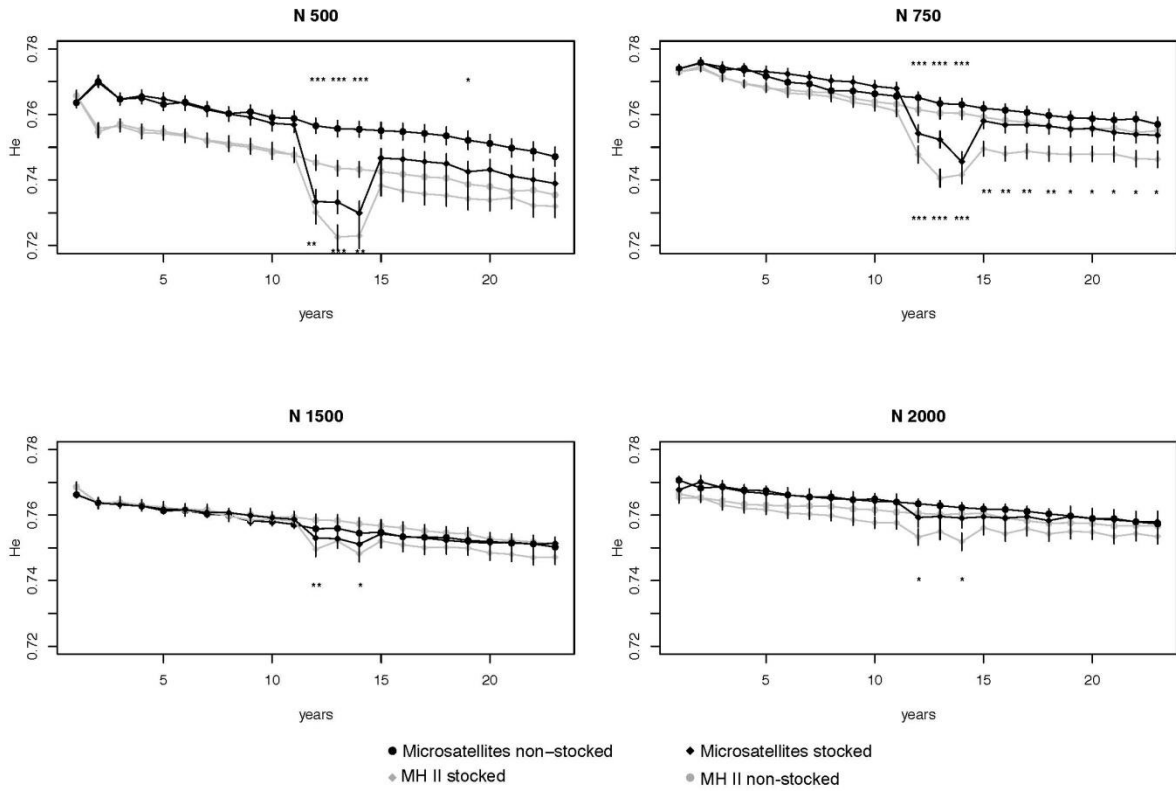 N 500
0.78
0.76
0.74
0.72
He
*** *** *** *
** *** **
5 10 15 20
years
N 750
0.78
0.76
0.74
0.72
He
*** *** ***
** ** ** ** * * * * *
*** *** ***
5 10 15 20
years
N 1500
0.78
0.76
0.74
0.72
He
** *
5 10 15 20
years
N 2000
0.78
0.76
0.74
0.72
He
* *
5 10 15 20
years
Microsatellites non−stocked
Microsatellites stocked
MH II stocked
MH II non−stocked